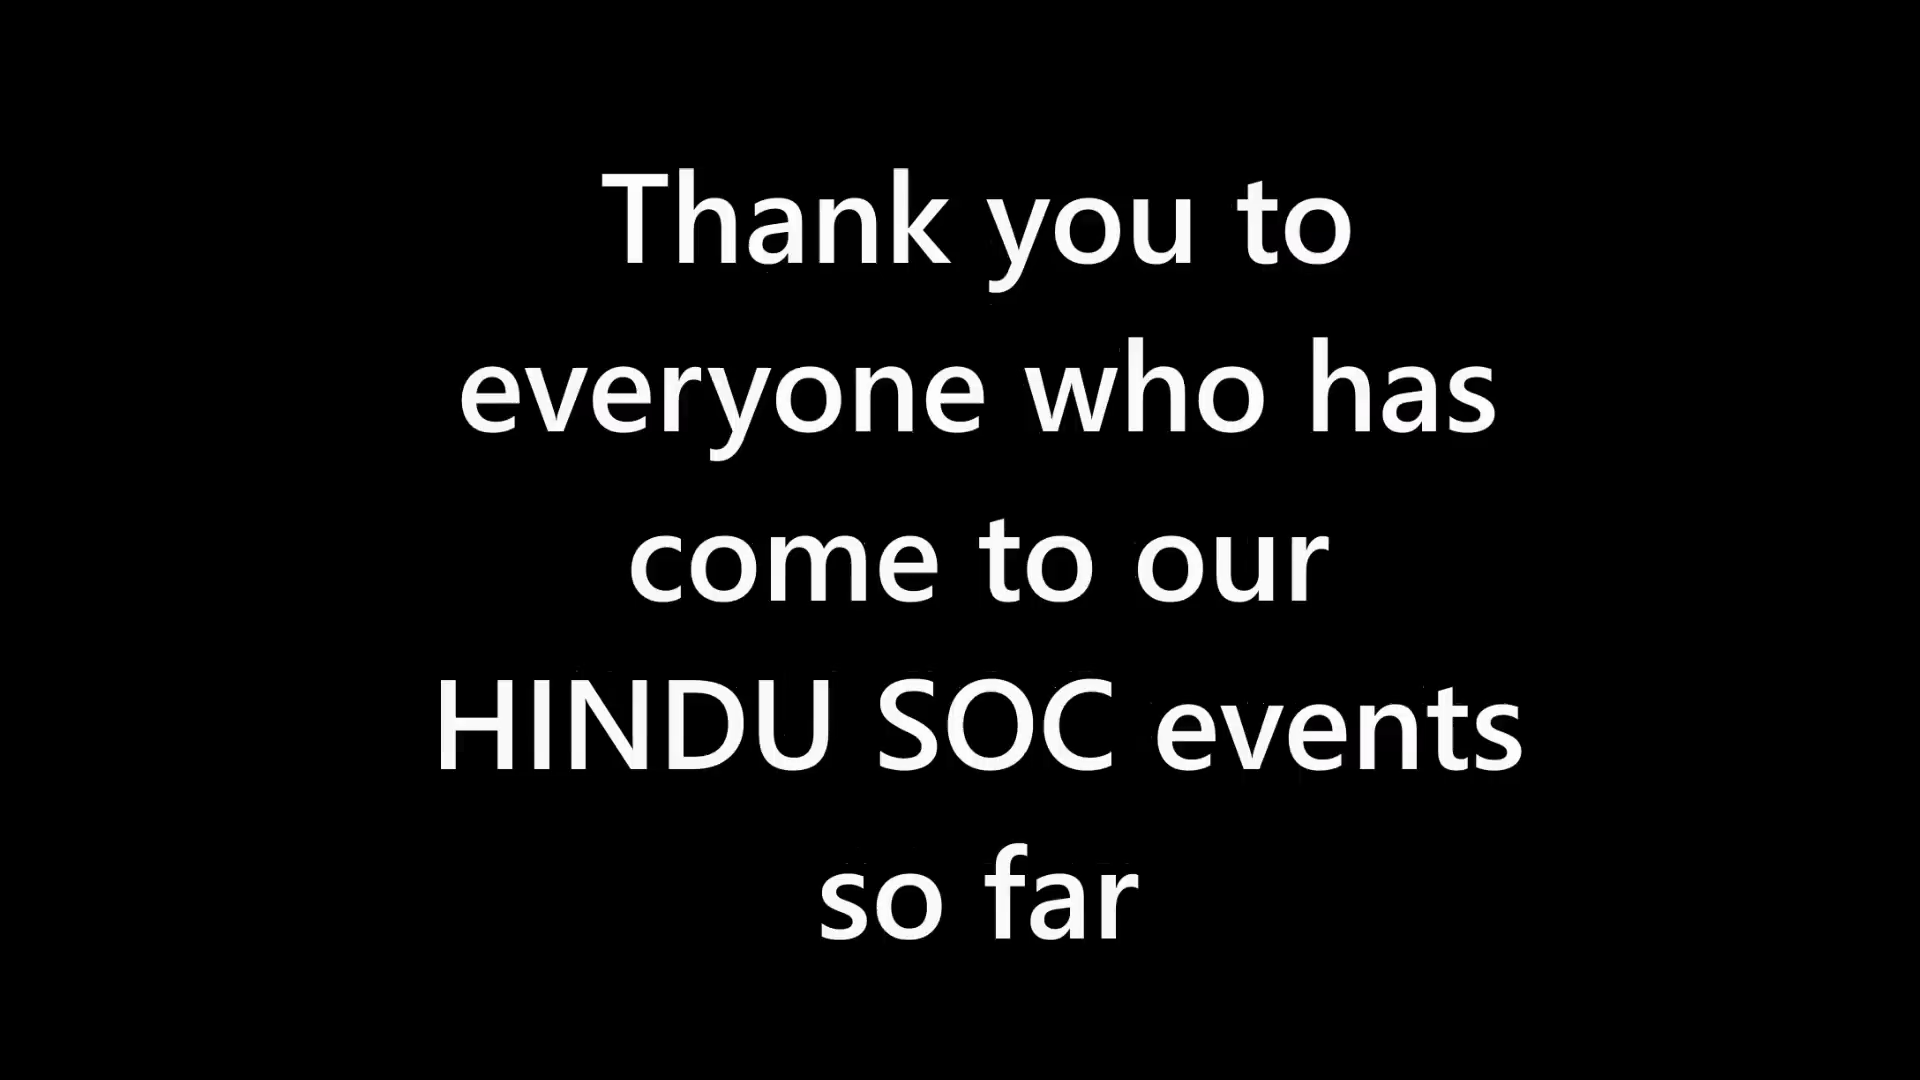 Thank you to
everyone who has
come to our
HINDU SOC events
so far